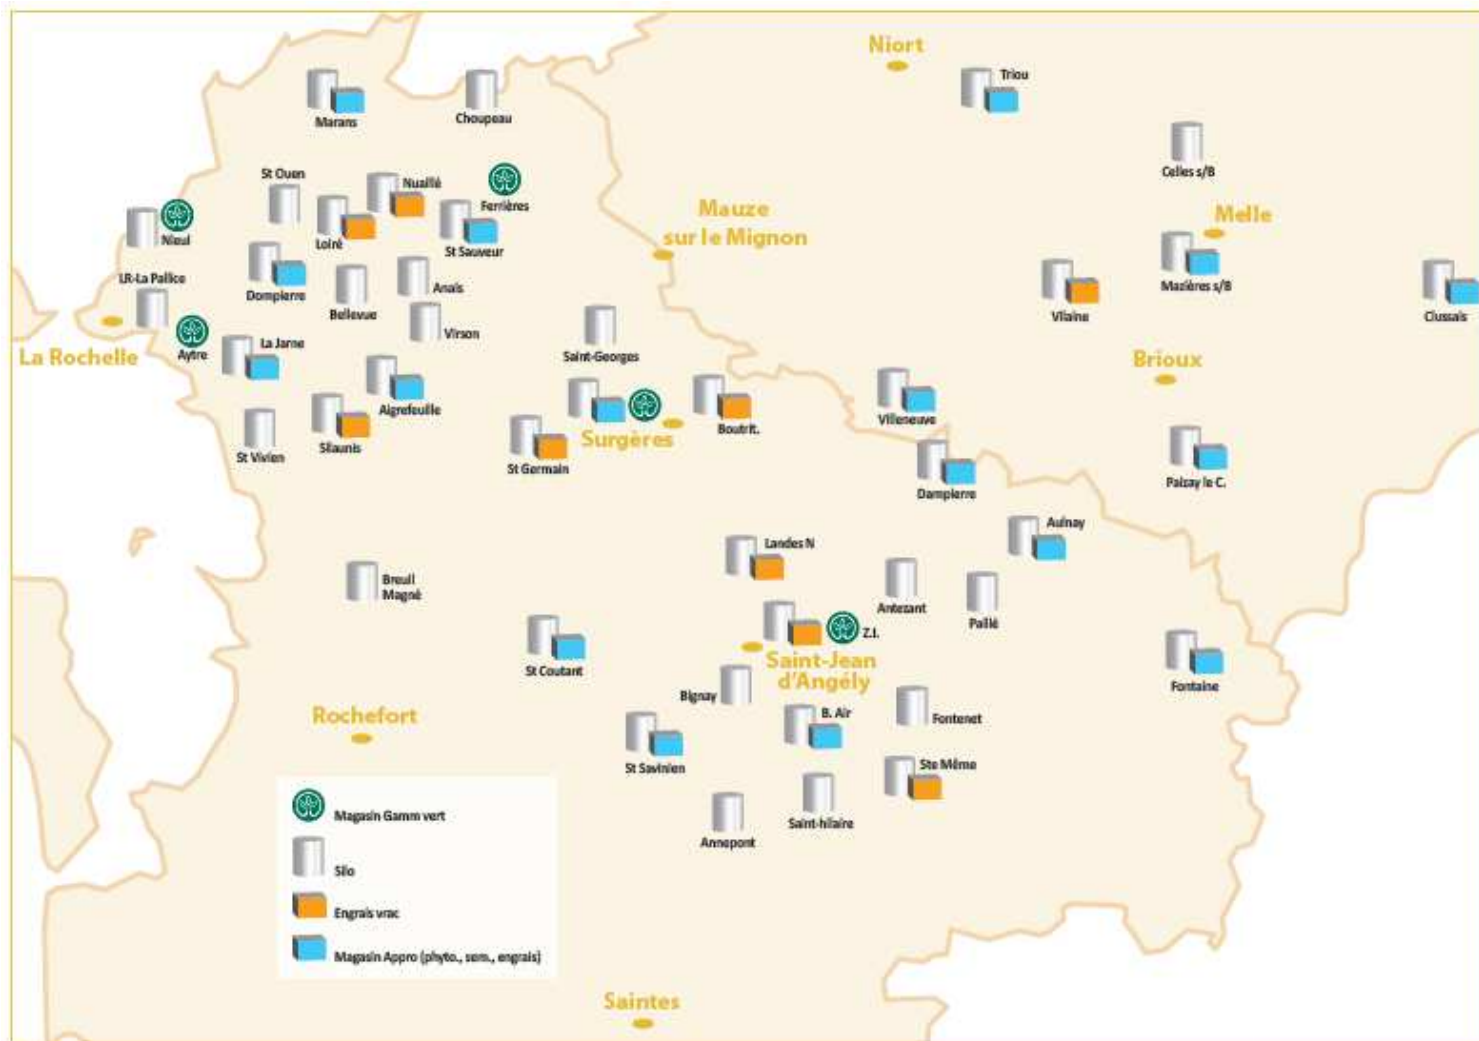 Niort
Triou
Marans
Choupeau
Celles s/B
St Ouen
Nuaillé
Ferrières
Mauze
sur le Mignon
Melle
Nieul
Loiré
St Sauveur
LR-La Pallice
Dompierre
Anais
Bellevue
Mazières s/B
Vilaine
Clussais
Virson
La Rochelle
Aytre
La Jarne
Saint-Georges
Brioux
Aigrefeuille
Silaunis
St Vivien
Surgères
St Germain
Boutrit.
Villeneuve
Dampierre
Paizay le C.
Aulnay
Landes N
Breuil
Magné
Antezant
Paillé
Z.I.
Saint-Jean
d'Angély
St Coutant
Fontaine
Bignay
B. Air
Fontenet
Rochefort
St Savinien
Ste Même
Saint-hilaire
Annepont
Magasin Gamm vert
Silo
Engrais vrac
Magasin Appro (phyto., sem., engrais)
Saintes